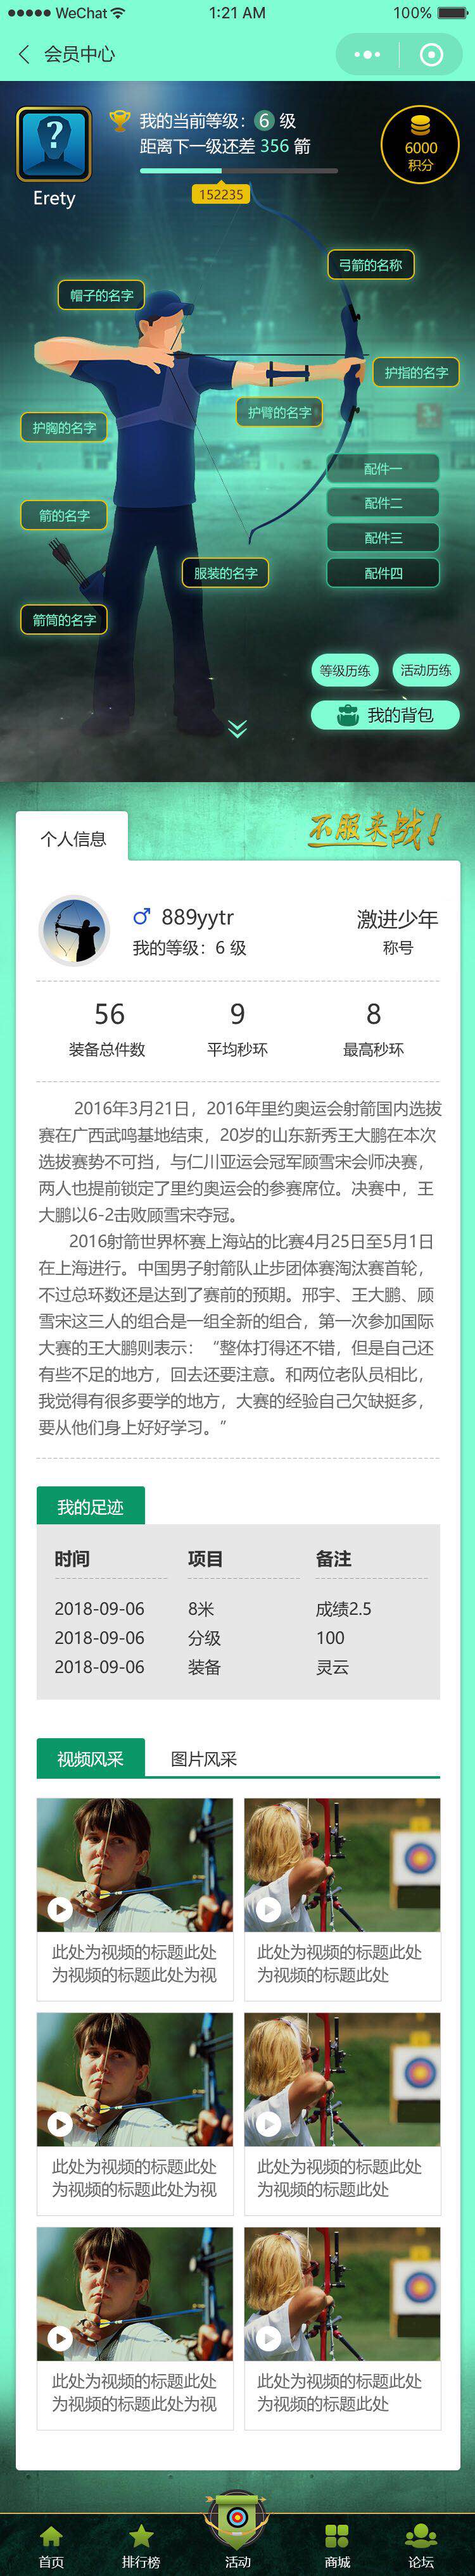 WeChat 1:21 AM 100%
会员中心
我的当前等级：6 级
距离下一级还差 356 箭
152235
6000
积分
Erety
弓箭的名称
帽子的名字
护指的名字
护臂的名字
护胸的名字
配件一
配件二
箭的名字
配件三
服装的名字
配件四
箭筒的名字
等级历练 活动历练
我的背包
不服来战！
个人信息
889yytr
我的等级：6 级
激进少年
称号
56 9 8
装备总件数 平均秒环 最高秒环
2016年3月21日，2016年里约奥运会射箭国内选拔
赛在广西武鸣基地结束，20岁的山东新秀王大鹏在本次
选拔赛势不可挡，与仁川亚运会冠军顾雪宋会师决赛，
两人也提前锁定了里约奥运会的参赛席位。决赛中，王
大鹏以6-2击败顾雪宋夺冠。
2016射箭世界杯赛上海站的比赛4月25日至5月1日
在上海进行。中国男子射箭队止步团体赛淘汰赛首轮，
不过总环数还是达到了赛前的预期。邢宇、王大鹏、顾
雪宋这三人的组合是一组全新的组合，第一次参加国际
大赛的王大鹏则表示：“整体打得还不错，但是自己还
有些不足的地方，回去还要注意。和两位老队员相比，
我觉得有很多要学的地方，大赛的经验自己欠缺挺多，
要从他们身上好好学习。”
我的足迹
时间 项目 备注
2018-09-06 8米 成绩2.5
2018-09-06 分级 100
2018-09-06 装备 灵云
视频风采 图片风采
此处为视频的标题此处
为视频的标题此处为视
此处为视频的标题此处
为视频的标题此处
此处为视频的标题此处
为视频的标题此处为视
此处为视频的标题此处
为视频的标题此处
此处为视频的标题此处
为视频的标题此处为视
此处为视频的标题此处
为视频的标题此处
首页 排行榜 活动 商城 论坛